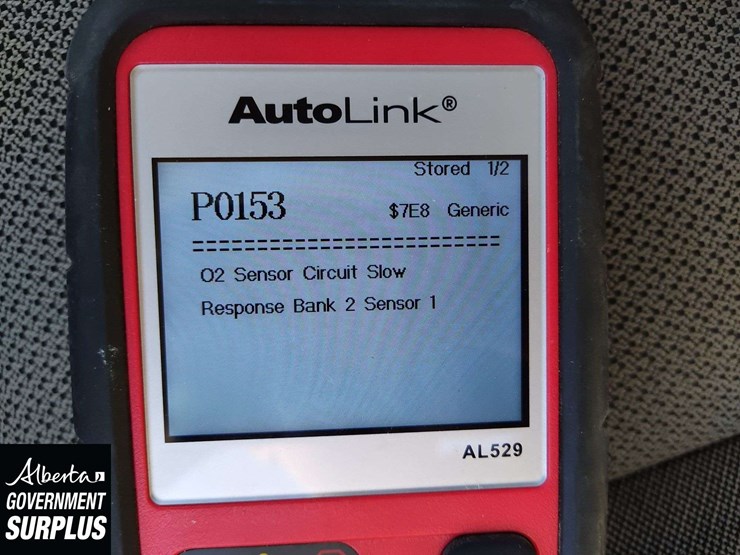 AutoLink®
Stored 1/2
P0153 $7E8 Generic
==========================
O2 Sensor Circuit Slow
Response Bank 2 Sensor 1
AL529
Alberta
GOVERNMENT
SURPLUS